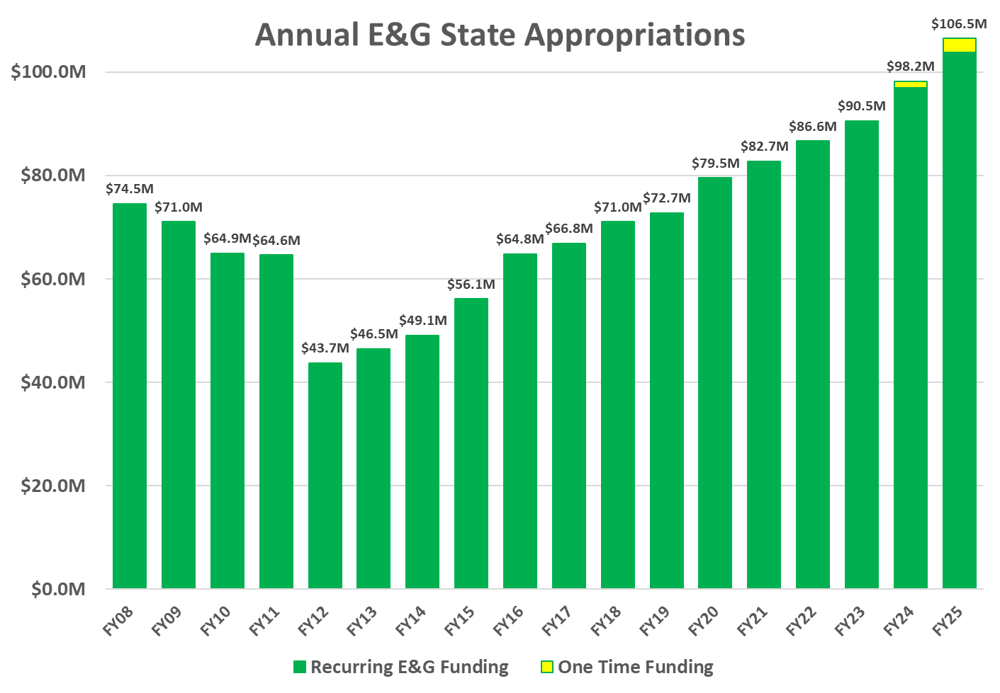 Annual E&G State Appropriations
$100.0M
$80.0M
$60.0M
$40.0M
$20.0M
$0.0M
$74.5M
$71.0M
$64.9M
$64.6M
$43.7M
$46.5M
$49.1M
$56.1M
$64.8M
$66.8M
$71.0M
$72.7M
$79.5M
$82.7M
$86.6M
$90.5M
$98.2M
$106.5M
FY08
FY09
FY10
FY11
FY12
FY13
FY14
FY15
FY16
FY17
FY18
FY19
FY20
FY21
FY22
FY23
FY24
FY25
Recurring E&G Funding
One Time Funding